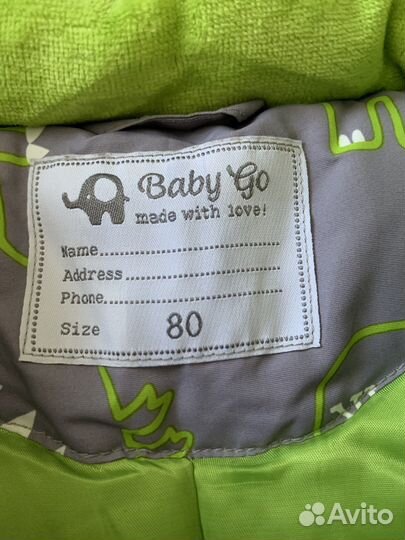 Baby Go
made with love!
Name
Address
Phone
Size 80
Avito